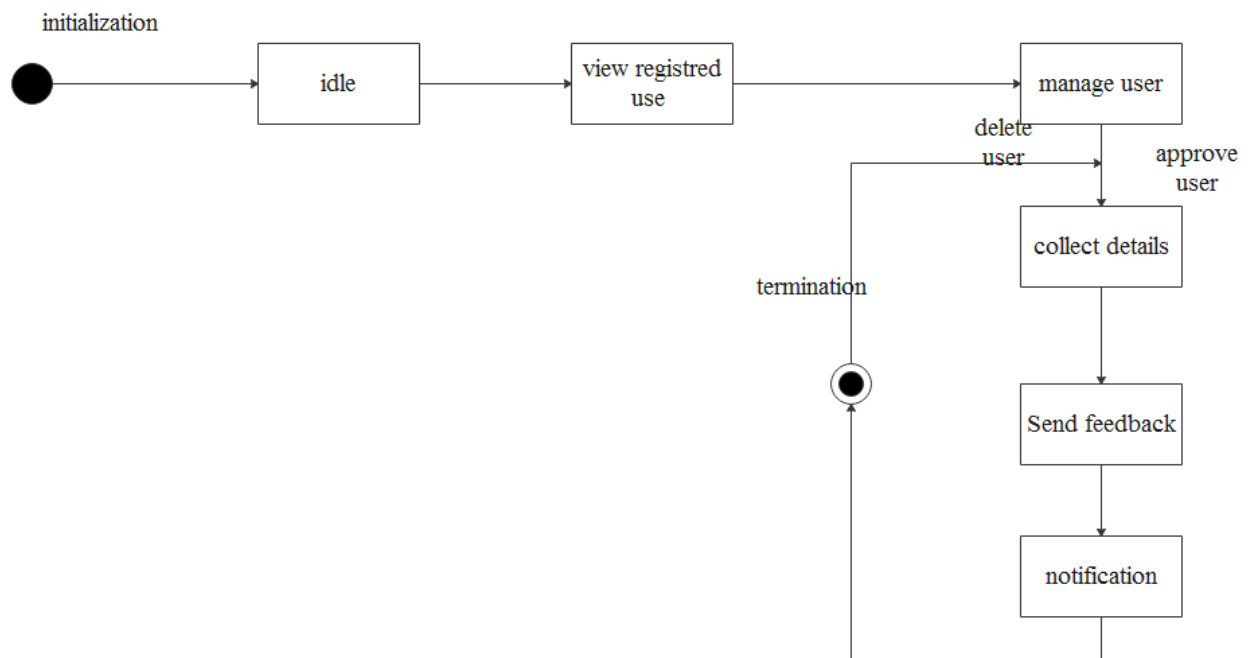 initialization
idle
view registred
use
manage user
delete
user
approve
user
collect details
termination
Send feedback
notification